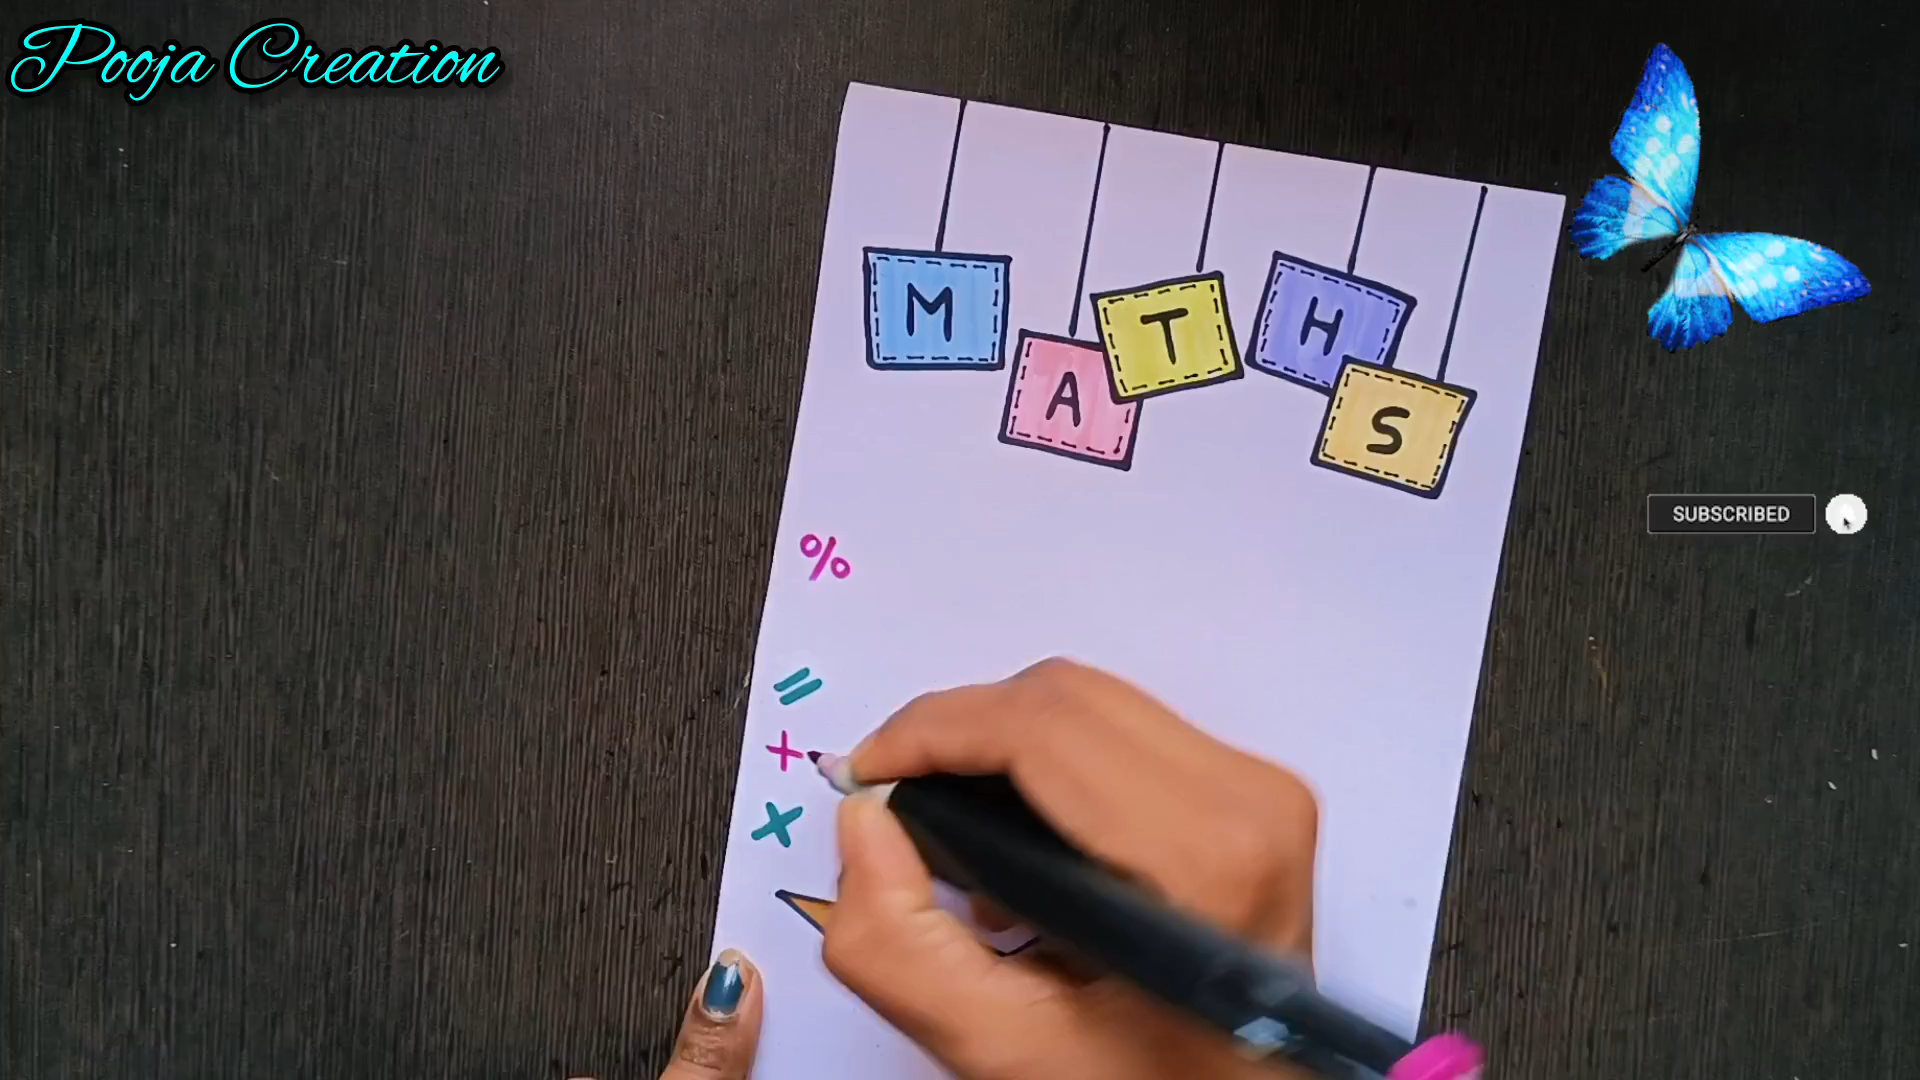 Pooja Creation
M A T H S
SUBSCRIBED
%
=
+
×